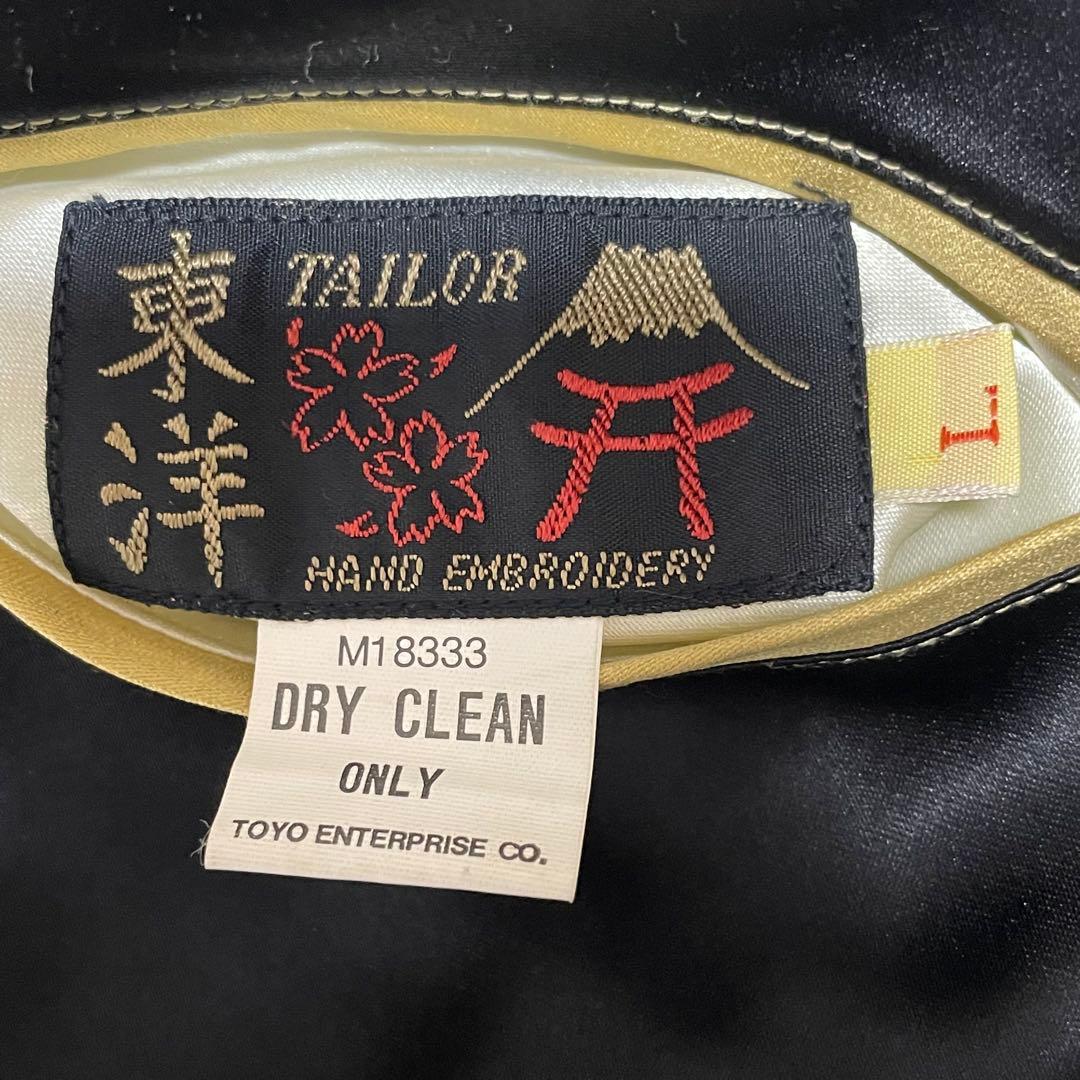 東洋
TAILOR
HAND EMBROIDERY
L
M18333
DRY CLEAN
ONLY
TOYO ENTERPRISE CO.